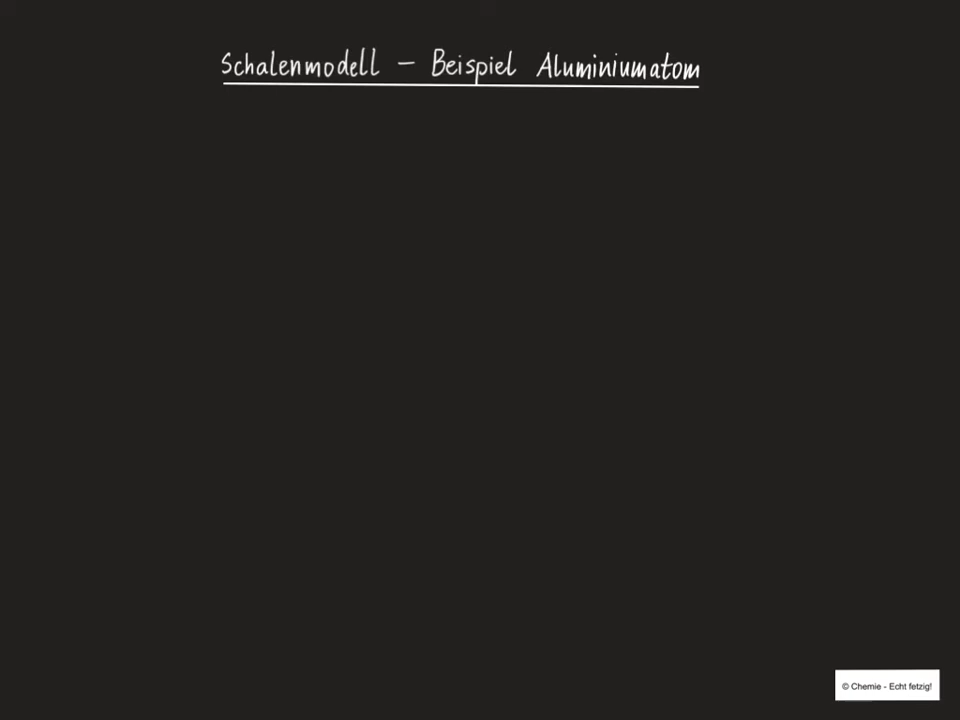 Schalenmodell – Beispiel Aluminiumatom
© Chemie - Echt fetzig!